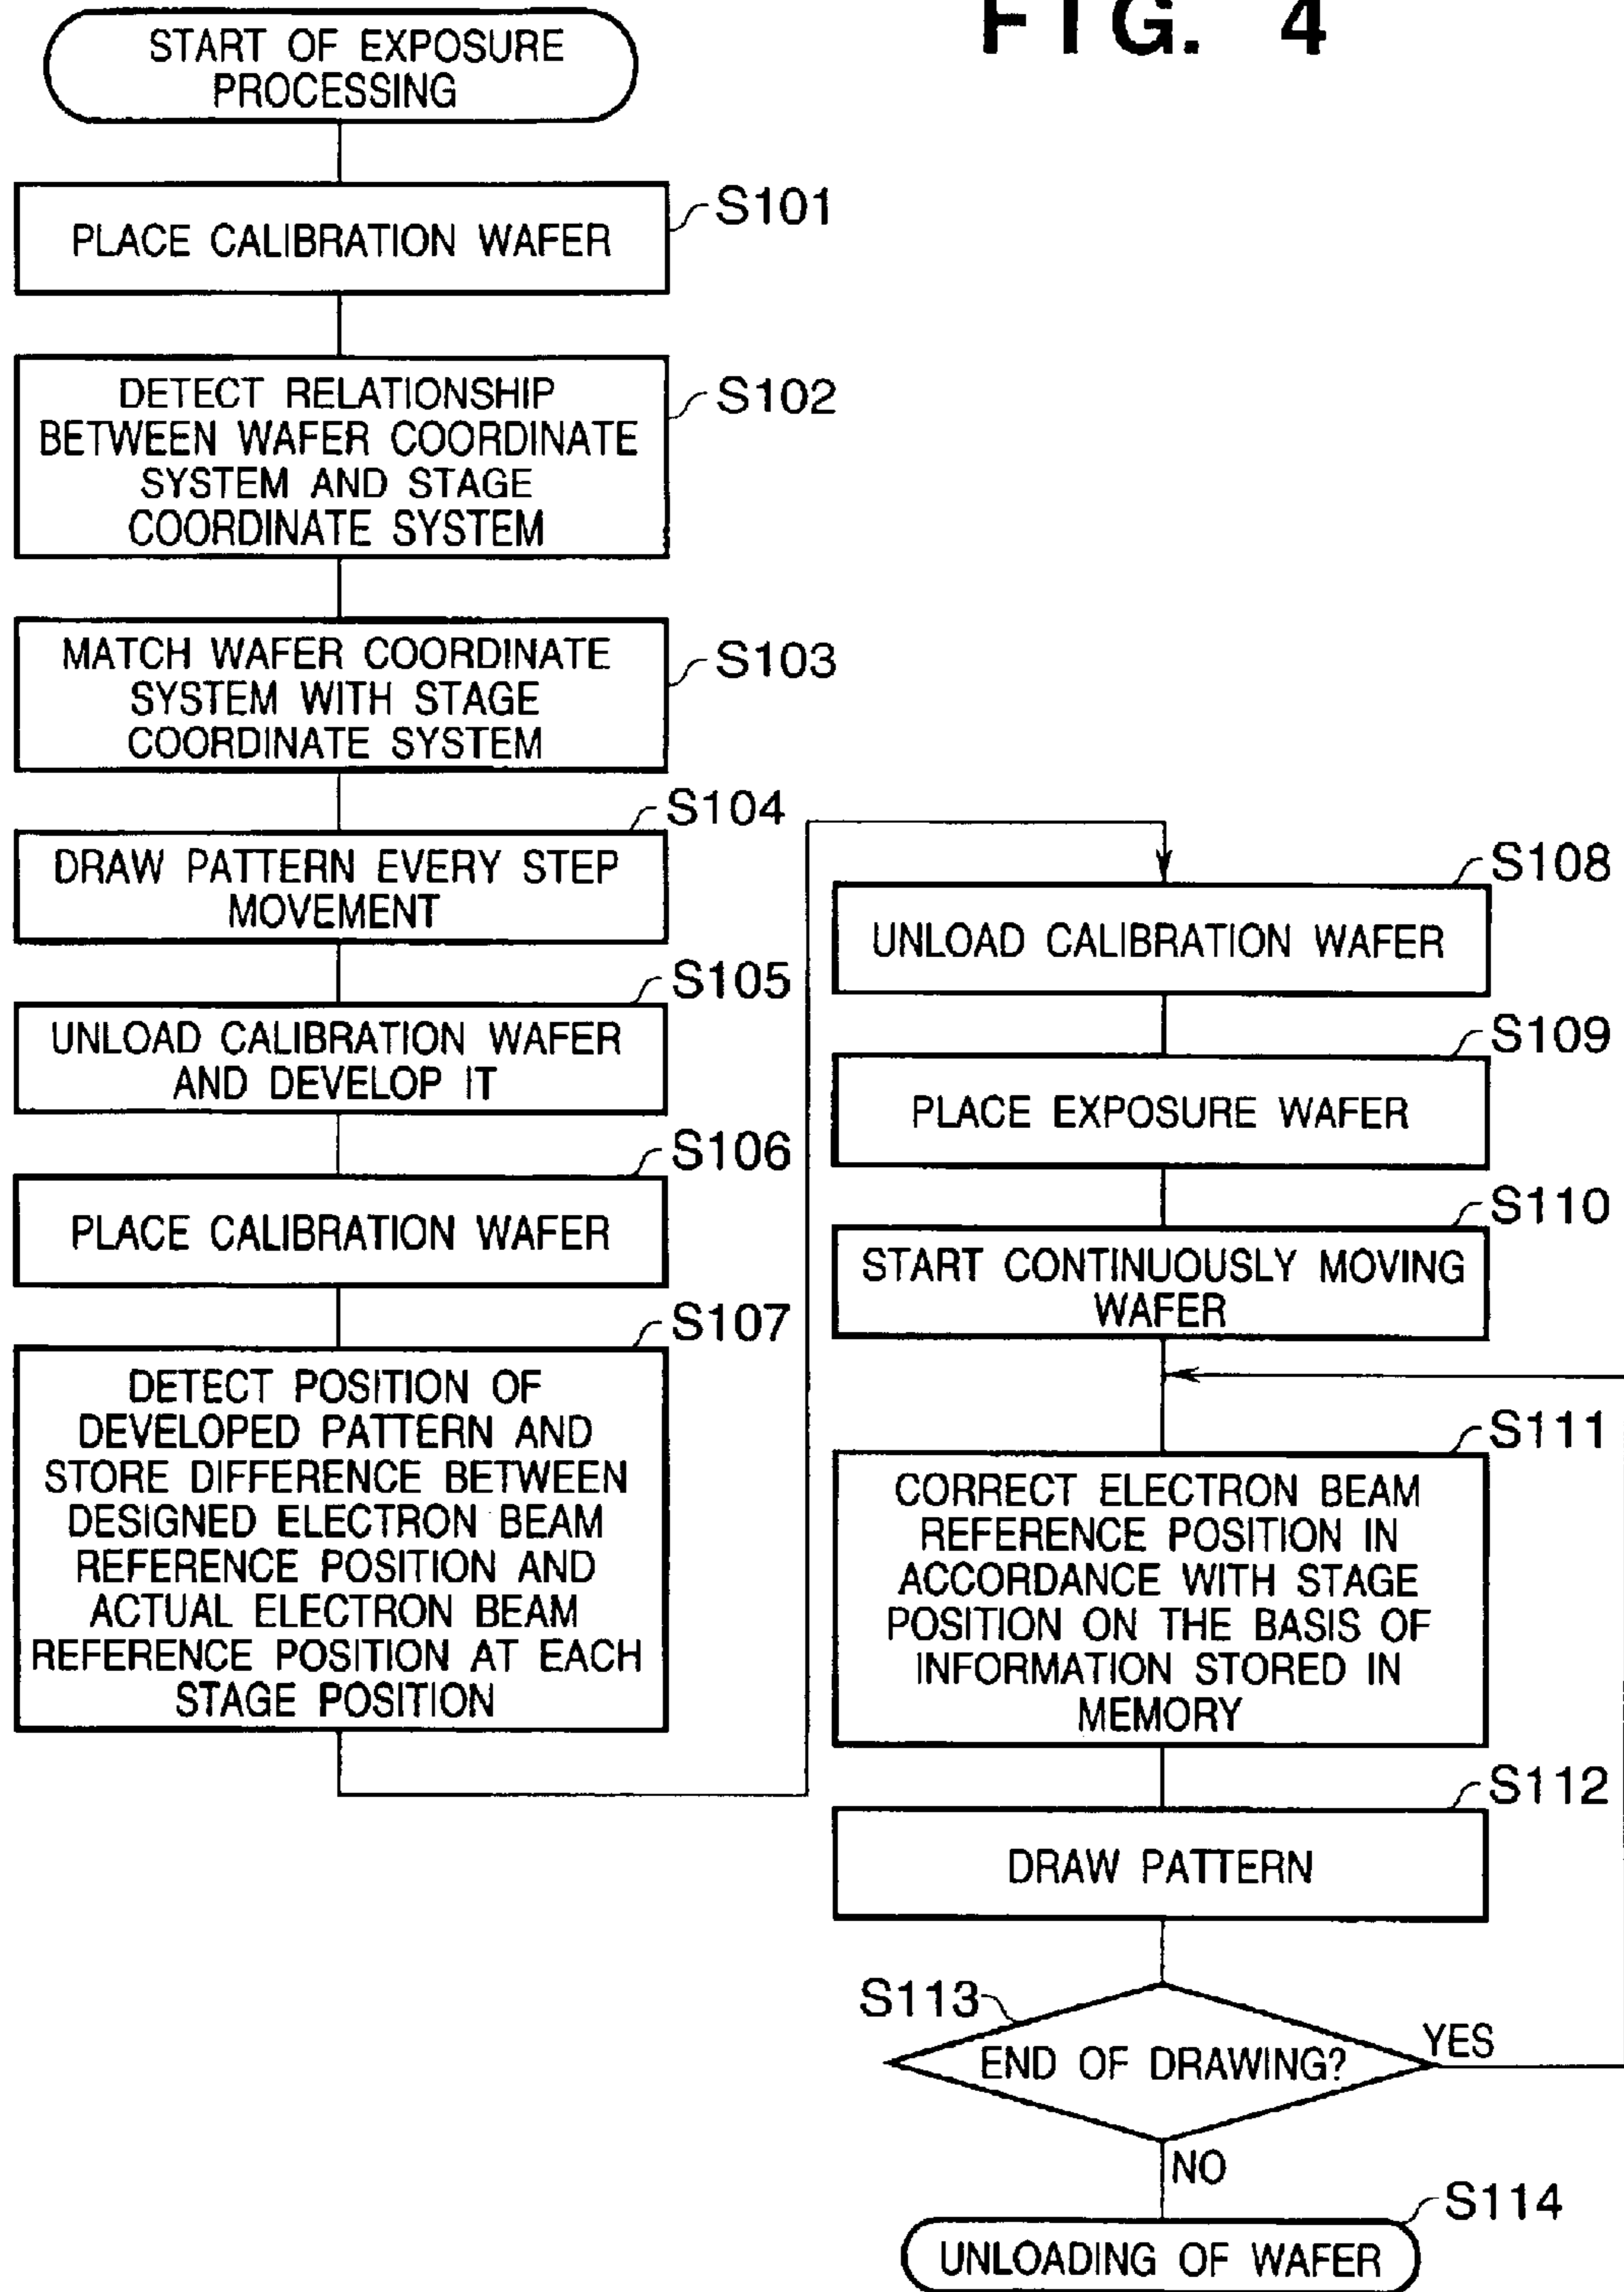 FIG. 4
START OF EXPOSURE
PROCESSING
S101
PLACE CALIBRATION WAFER
S102
DETECT RELATIONSHIP
BETWEEN WAFER COORDINATE
SYSTEM AND STAGE
COORDINATE SYSTEM
S103
MATCH WAFER COORDINATE
SYSTEM WITH STAGE
COORDINATE SYSTEM
S104
DRAW PATTERN EVERY STEP
MOVEMENT
S105
UNLOAD CALIBRATION WAFER
AND DEVELOP IT
S106
PLACE CALIBRATION WAFER
S107
DETECT POSITION OF
DEVELOPED PATTERN AND
STORE DIFFERENCE BETWEEN
DESIGNED ELECTRON BEAM
REFERENCE POSITION AND
ACTUAL ELECTRON BEAM
REFERENCE POSITION AT EACH
STAGE POSITION
S108
UNLOAD CALIBRATION WAFER
S109
PLACE EXPOSURE WAFER
S110
START CONTINUOUSLY MOVING
WAFER
S111
CORRECT ELECTRON BEAM
REFERENCE POSITION IN
ACCORDANCE WITH STAGE
POSITION ON THE BASIS OF
INFORMATION STORED IN
MEMORY
S112
DRAW PATTERN
S113
END OF DRAWING?
YES
NO
S114
UNLOADING OF WAFER